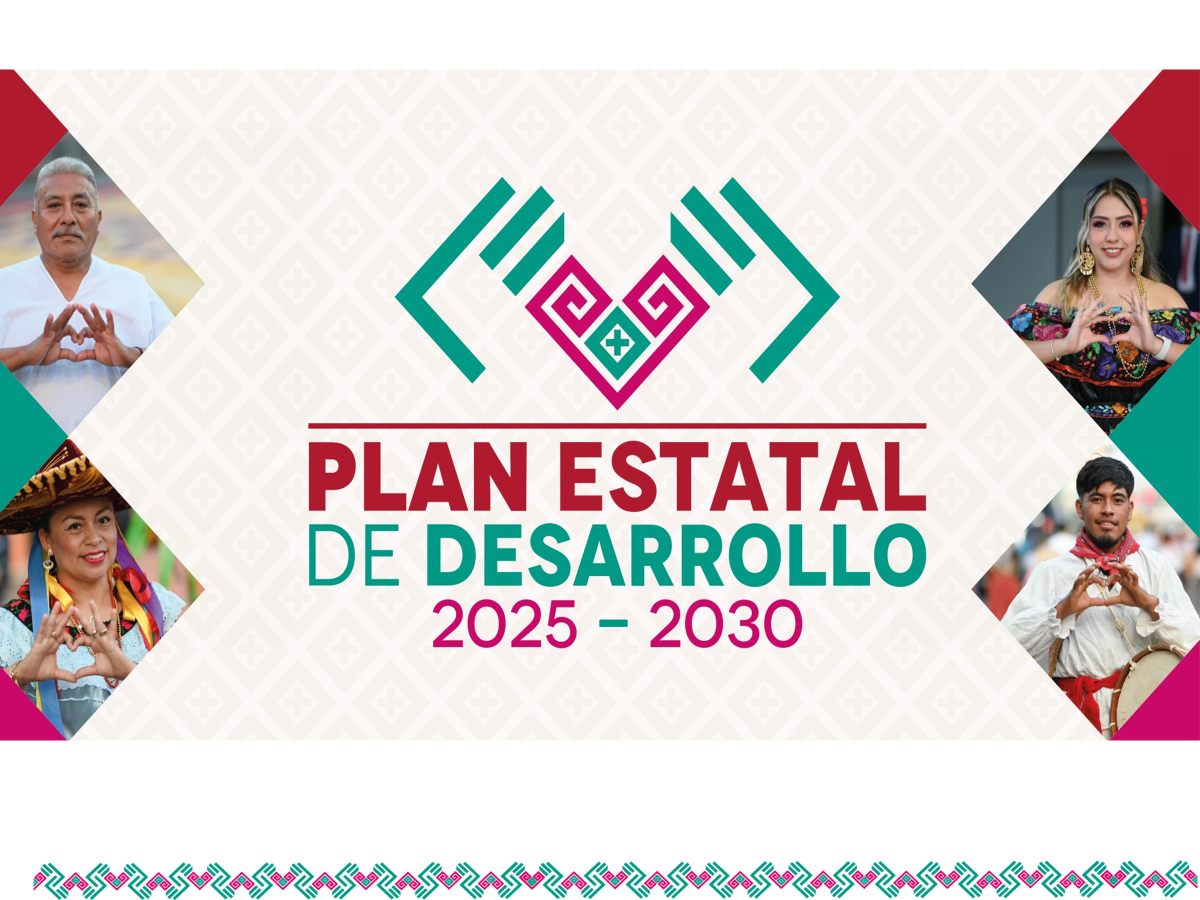 PLAN ESTATAL
DE DESARROLLO
2025 – 2030